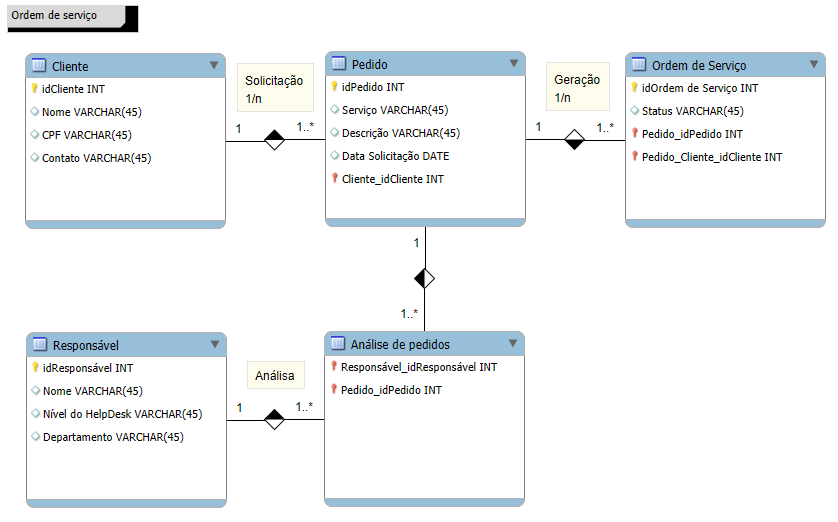 Ordem de serviço
Cliente
idCliente INT
Nome VARCHAR(45)
CPF VARCHAR(45)
Contato VARCHAR(45)
Solicitação
1/n
1
1..*
Pedido
idPedido INT
Serviço VARCHAR(45)
Descrição VARCHAR(45)
Data Solicitação DATE
Cliente_idCliente INT
Geração
1/n
1
1..*
Ordem de Serviço
idOrdem de Serviço INT
Status VARCHAR(45)
Pedido_idPedido INT
Pedido_Cliente_idCliente INT
1
1..*
Responsável
idResponsável INT
Nome VARCHAR(45)
Nível do HelpDesk VARCHAR(45)
Departamento VARCHAR(45)
Análisa
1
1..*
Análise de pedidos
Responsável_idResponsável INT
Pedido_idPedido INT